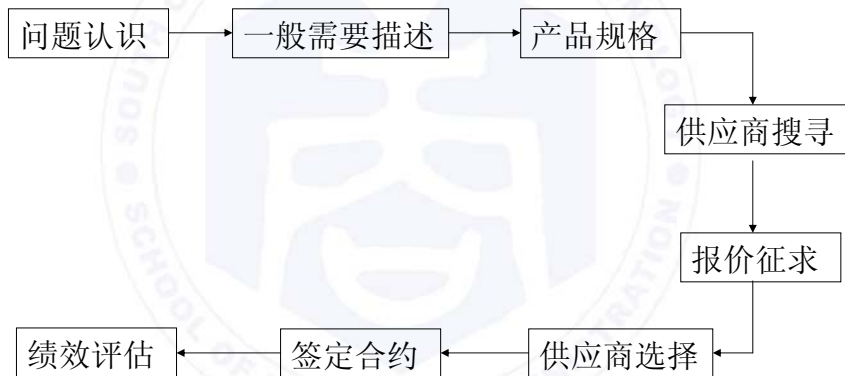 问题认识
一般需要描述
产品规格
供应商搜寻
报价征求
供应商选择
签定合约
绩效评估